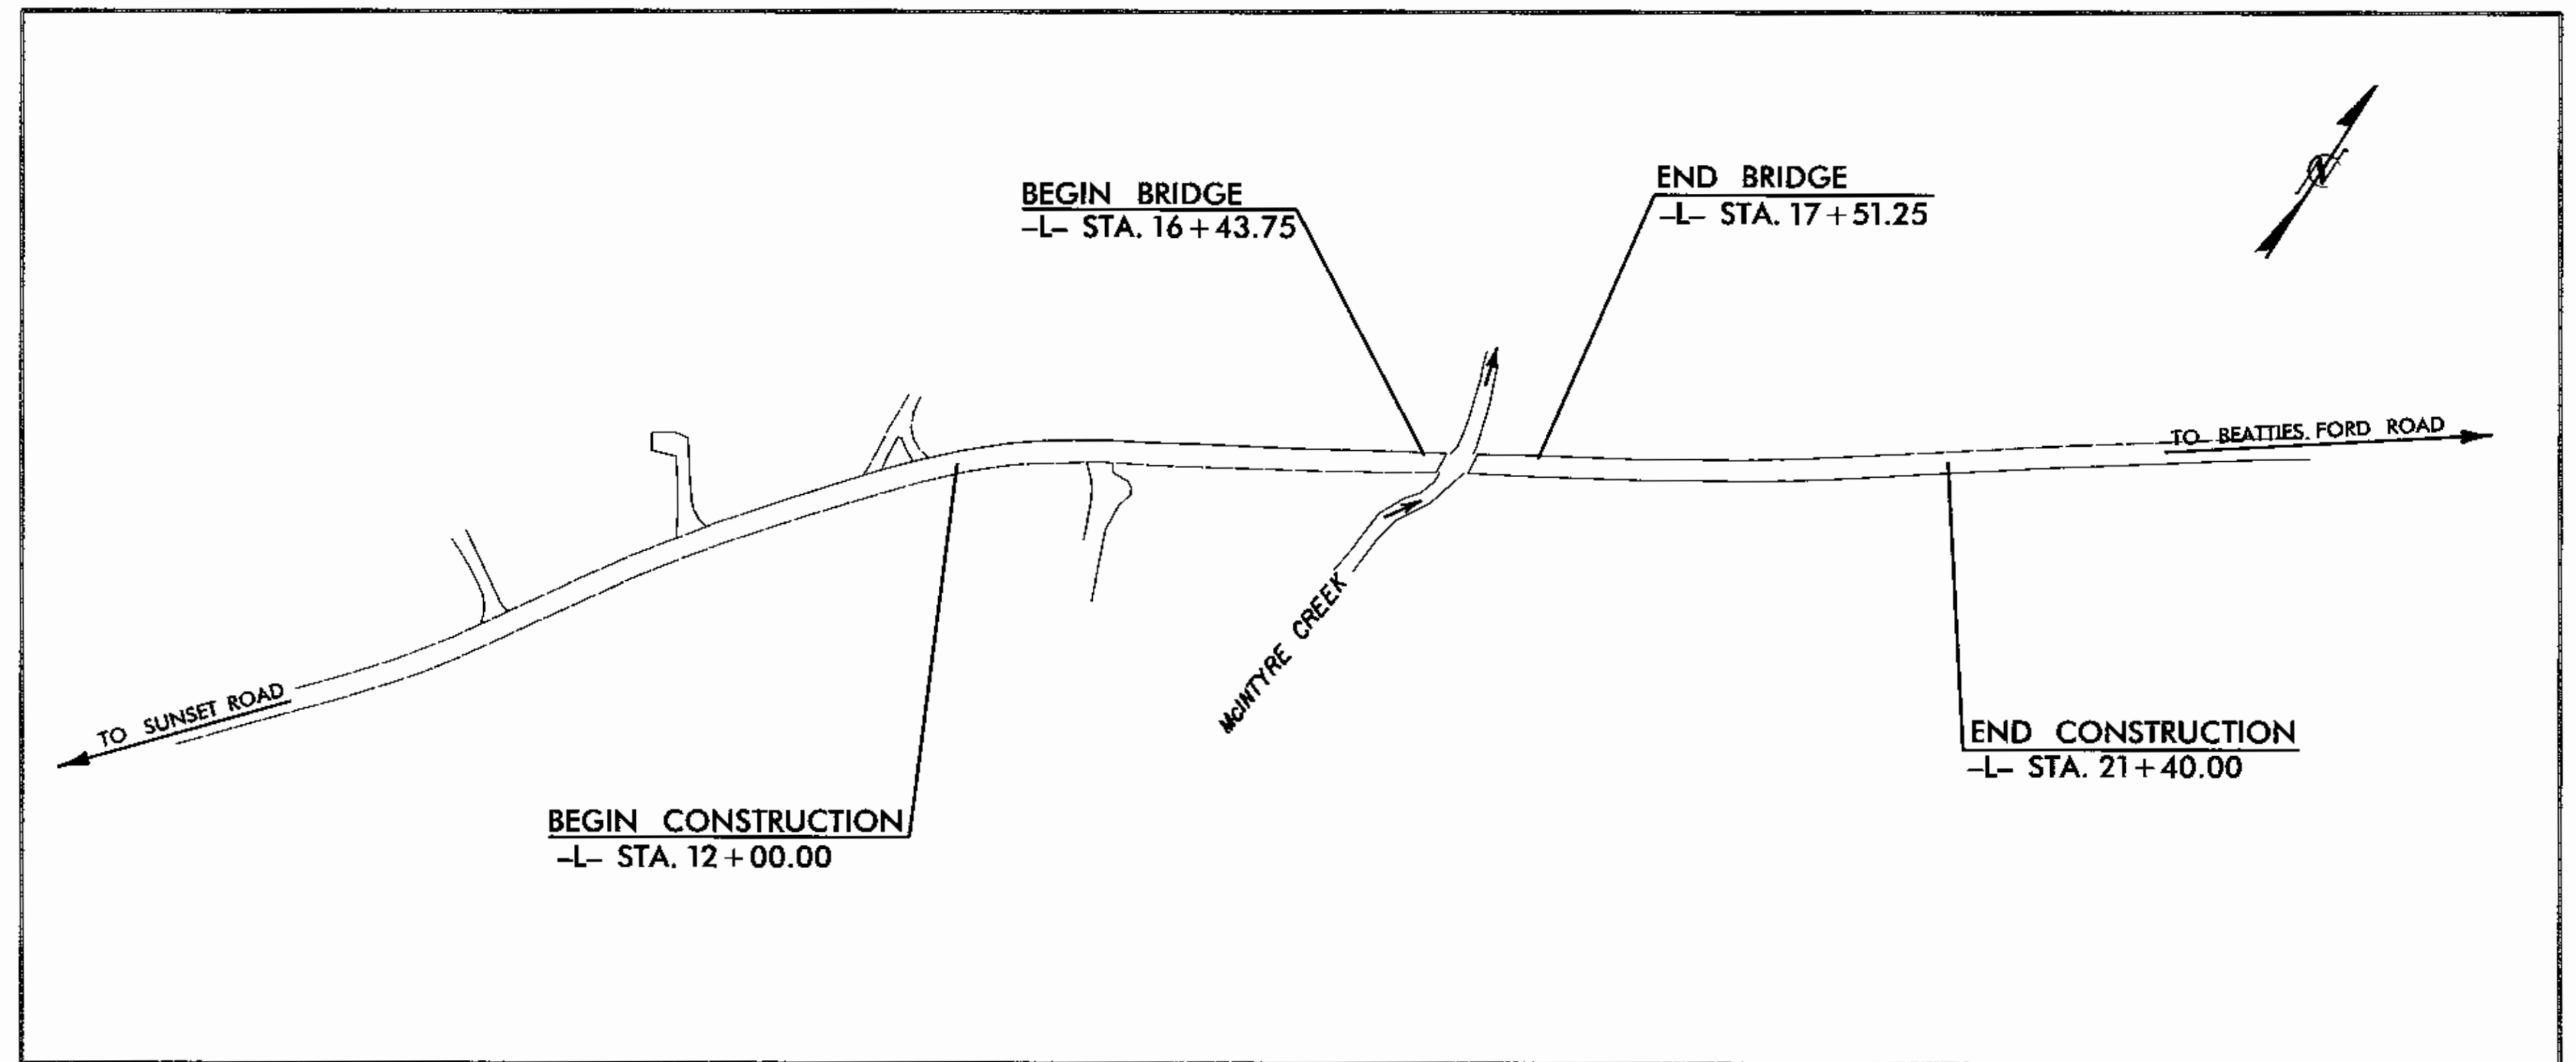 N
END BRIDGE
-L- STA. 17+51.25
BEGIN BRIDGE
-L- STA. 16+43.75
TO BEATTIES FORD ROAD
McINTYRE CREEK
TO SUNSET ROAD
END CONSTRUCTION
-L- STA. 21+40.00
BEGIN CONSTRUCTION
-L- STA. 12+00.00